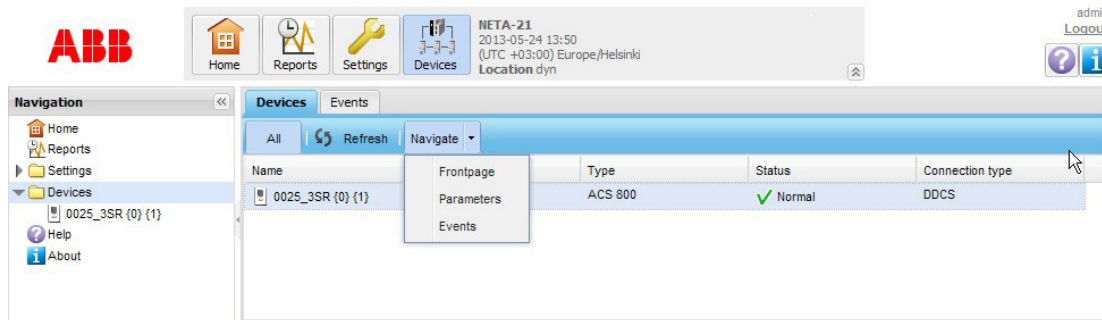 ABB
Home
Reports
Settings
Devices
NETA-21
2013-05-24 13:50
(UTC +03:00) Europe/Helsinki
Location dyn
admi
Logou
Navigation
Home
Reports
Settings
Devices
0025_3SR {0} {1}
Help
About
Devices Events
All Refresh Navigate
Name Type Status Connection type
0025_3SR {0} {1} ACS 800 Normal DDCS
Frontpage
Parameters
Events